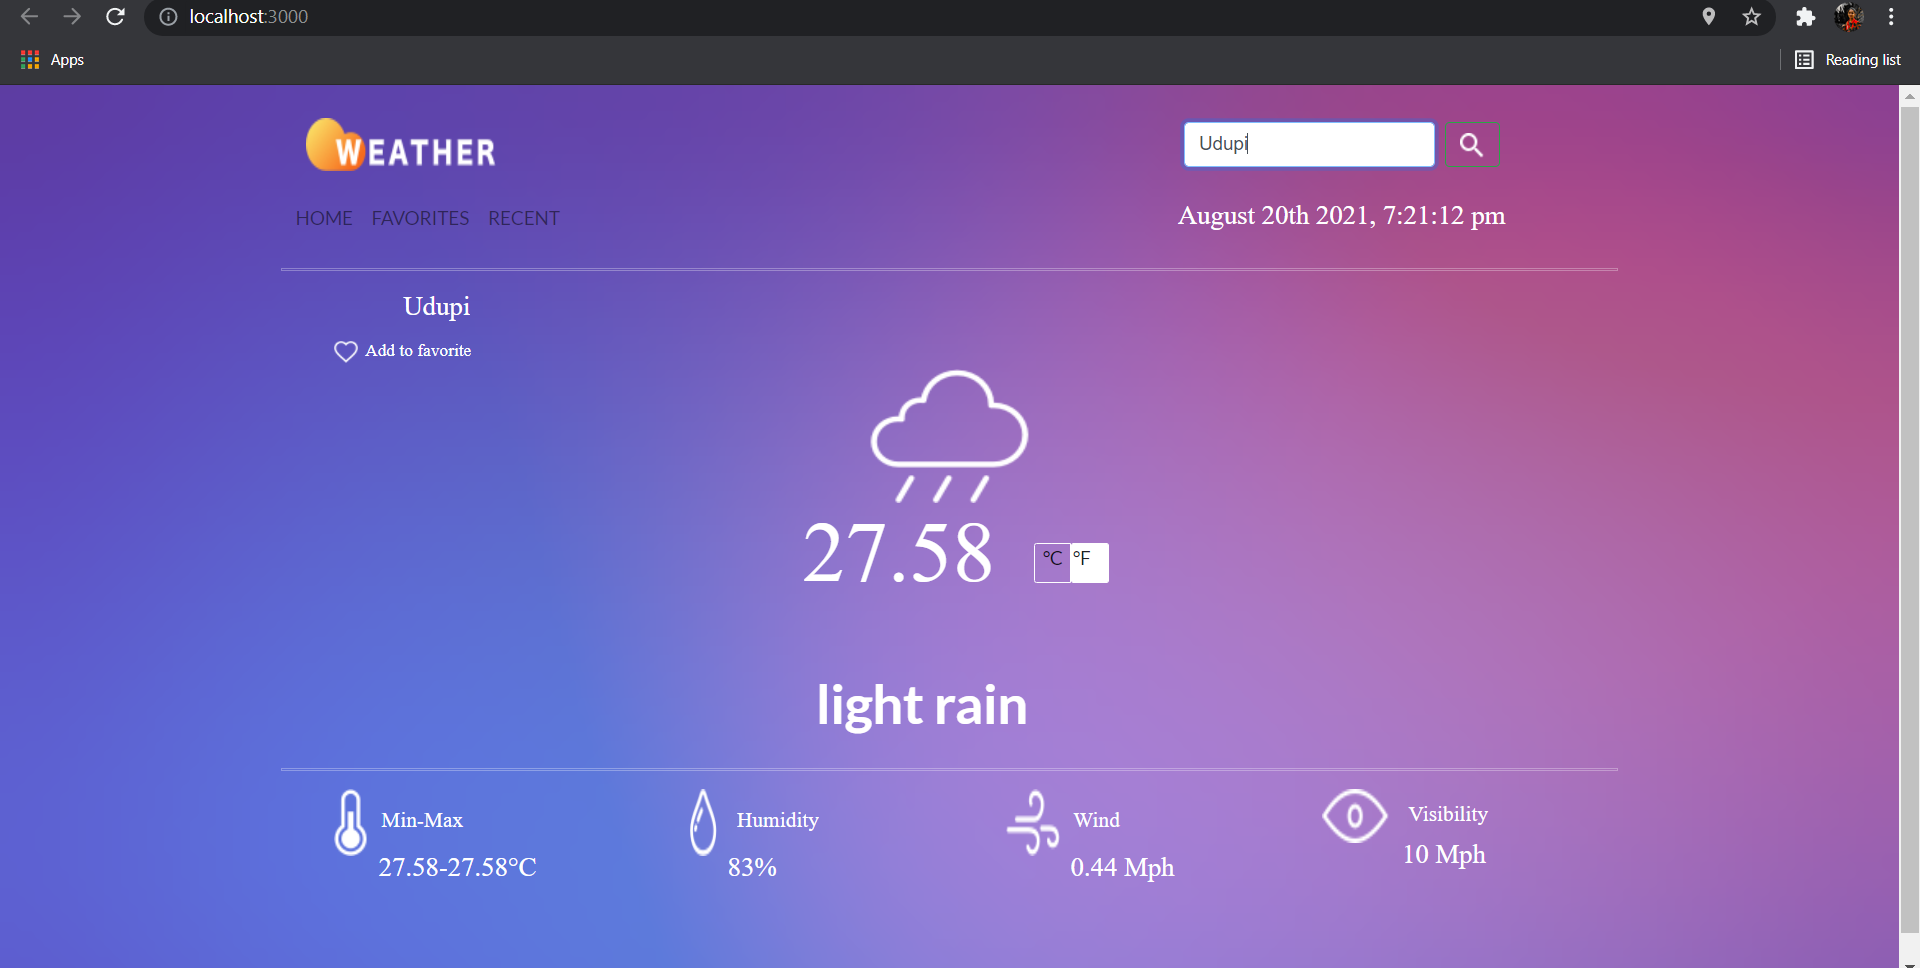 localhost:3000
Apps
Reading list
WEATHER
Udupi
HOME FAVORITES RECENT
August 20th 2021, 7:21:12 pm
Udupi
Add to favorite
27.58 °C °F
light rain
Min-Max Humidity Wind Visibility
27.58-27.58°C 83% 0.44 Mph 10 Mph